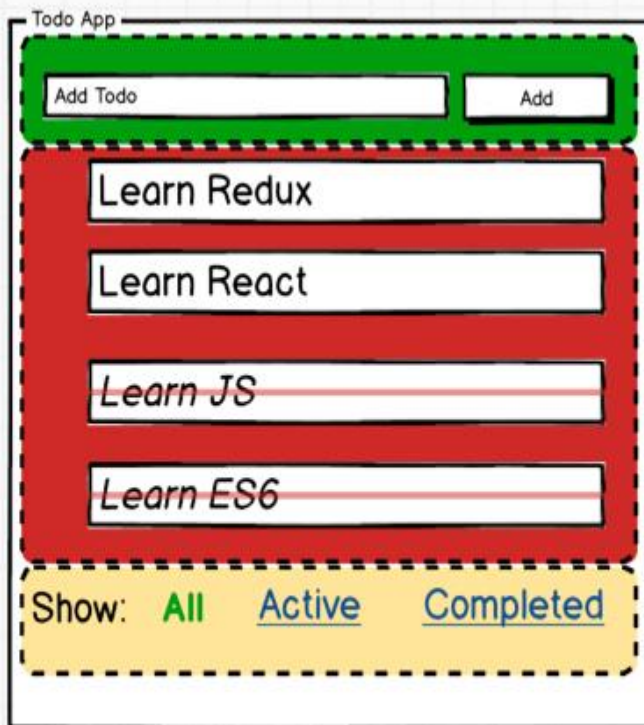 Todo App
Add Todo Add
Learn Redux
Learn React
Learn JS
Learn ES6
Show: All Active Completed